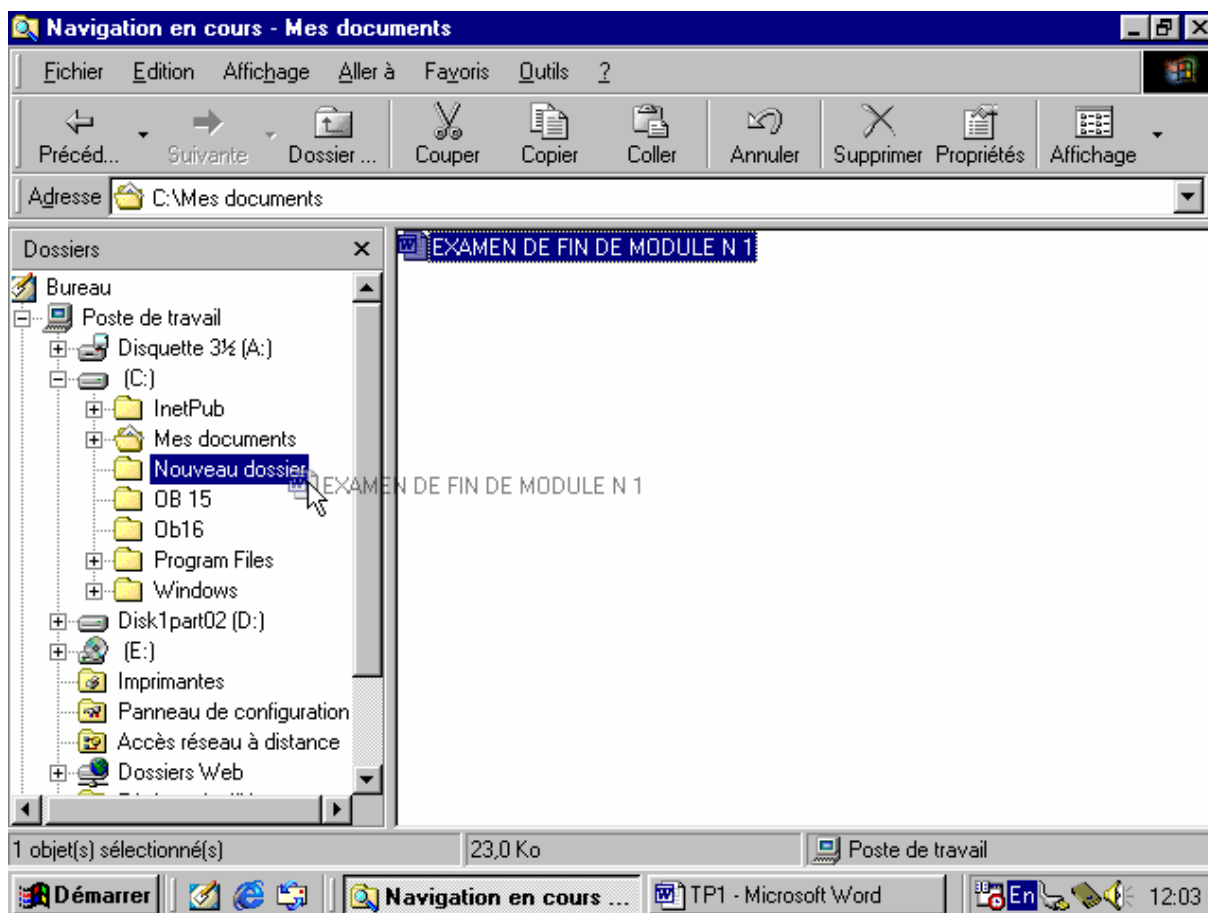 Navigation en cours - Mes documents
Fichier Edition Affichage Aller à Favoris Outils ?
Précéd... Suivante Dossier ... Couper Copier Coller Annuler Supprimer Propriétés Affichage
Adresse C:\Mes documents
Dossiers
EXAMEN DE FIN DE MODULE N 1
Bureau
Poste de travail
Disquette 3½ (A:)
(C:)
InetPub
Mes documents
Nouveau dossier
EXAMEN DE FIN DE MODULE N 1
OB 15
Ob16
Program Files
Windows
Disk1part02 (D:)
(E:)
Imprimantes
Panneau de configuration
Accès réseau à distance
Dossiers Web
1 objet(s) sélectionné(s) 23,0 Ko Poste de travail
Démarrer Navigation en cours ... TP1 - Microsoft Word En 12:03